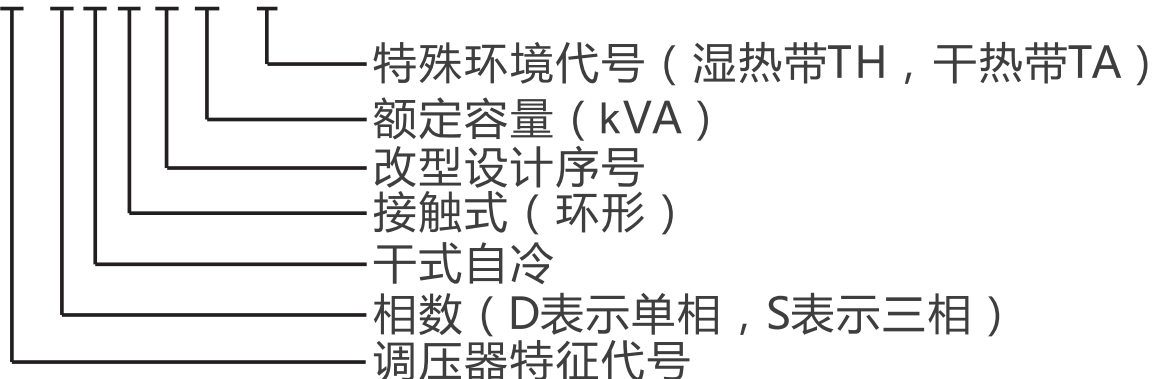 特殊环境代号（湿热带TH，干热带TA）
额定容量（kVA）
改型设计序号
接触式（环形）
干式自冷
相数（D表示单相，S表示三相）
调压器特征代号